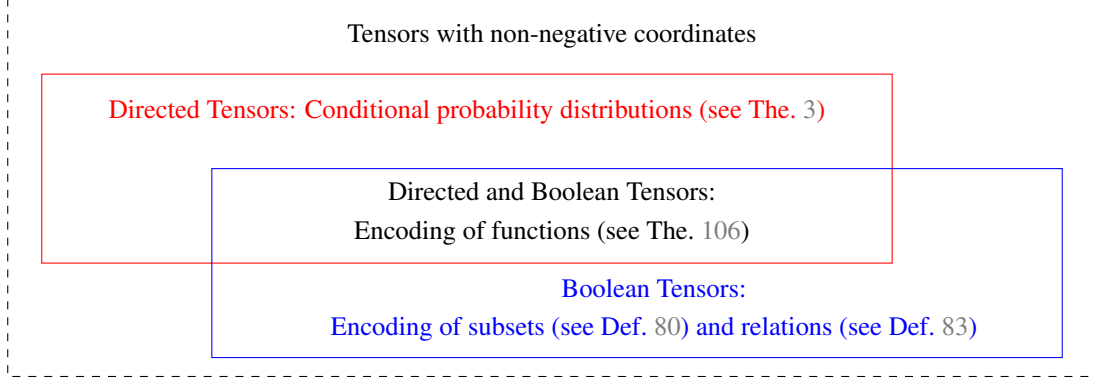 Tensors with non-negative coordinates
Directed Tensors: Conditional probability distributions (see The. 3)
Directed and Boolean Tensors:
Encoding of functions (see The. 106)
Boolean Tensors:
Encoding of subsets (see Def. 80) and relations (see Def. 83)